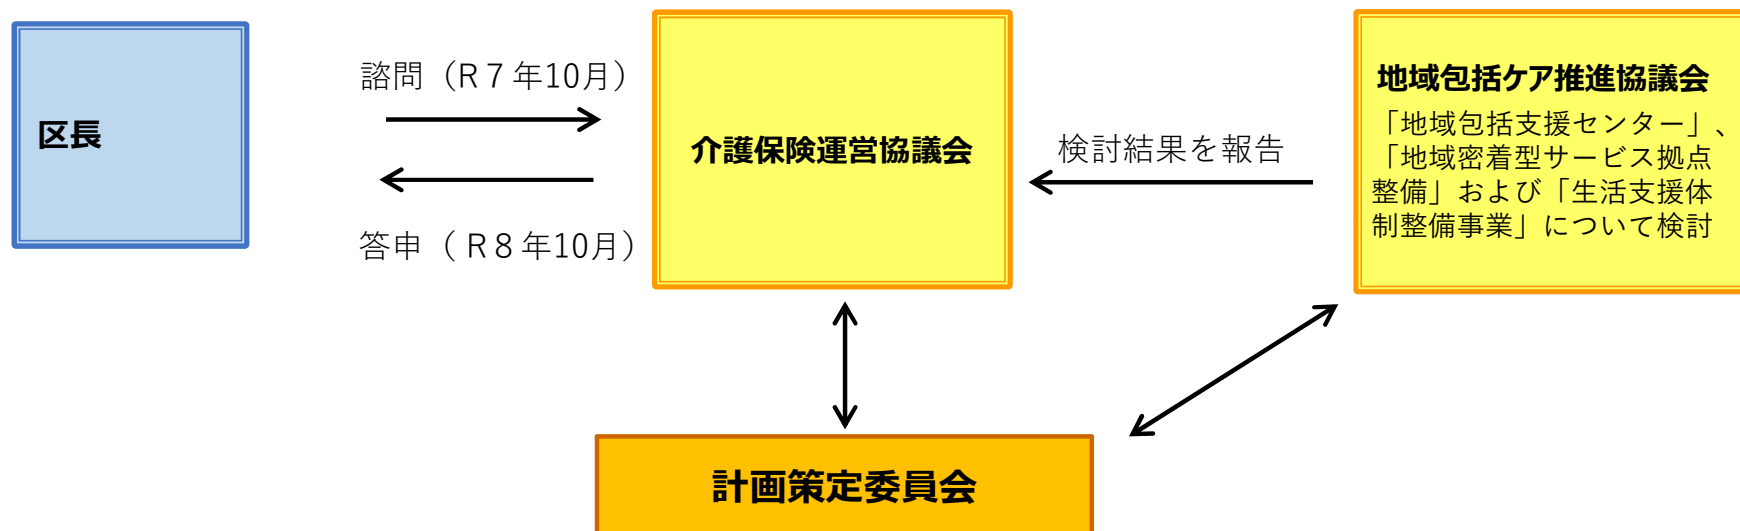 区長
諮問（R７年10月）
答申（R８年10月）
介護保険運営協議会
検討結果を報告
地域包括ケア推進協議会
「地域包括支援センター」、
「地域密着型サービス拠点
整備」および「生活支援体
制整備事業」について検討
計画策定委員会